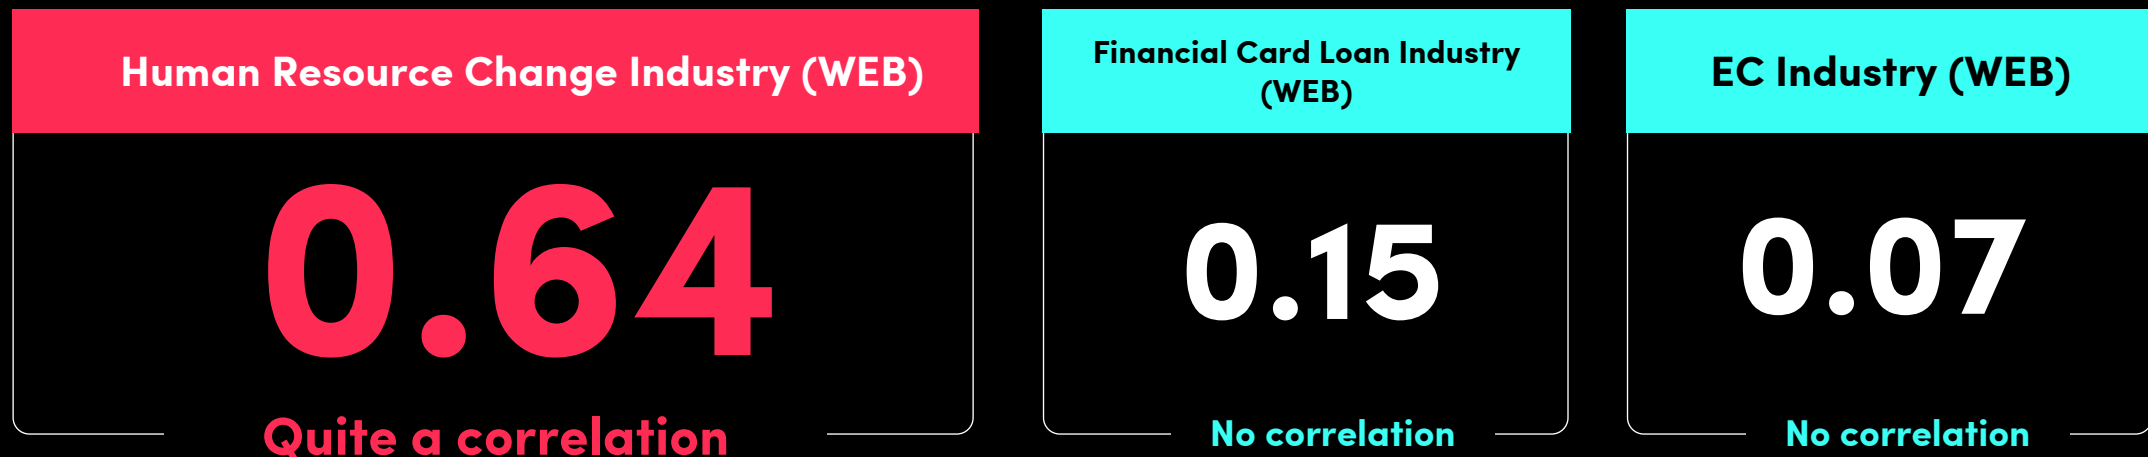 Human Resource Change Industry (WEB)
0.64
Quite a correlation
Financial Card Loan Industry
(WEB)
0.15
No correlation
EC Industry (WEB)
0.07
No correlation